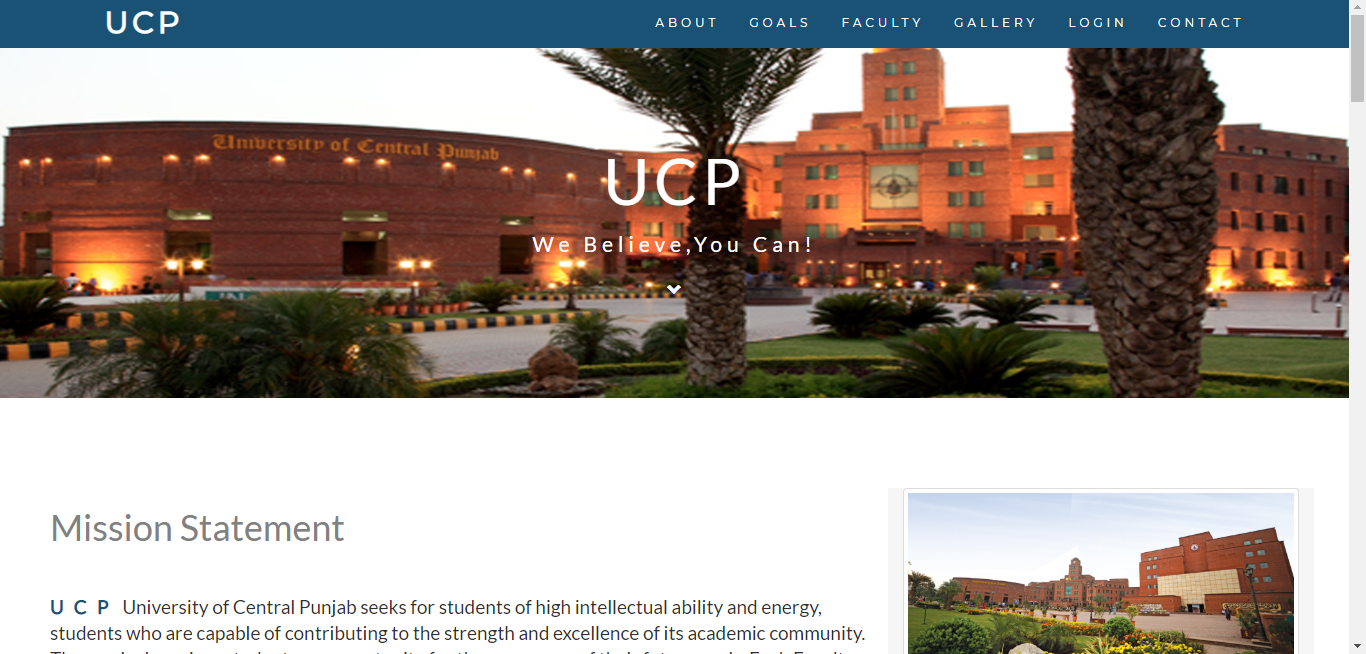 UCP
ABOUT GOALS FACULTY GALLERY LOGIN CONTACT
University of Central Punjab
UCP
We Believe,You Can!
Mission Statement
U C P University of Central Punjab seeks for students of high intellectual ability and energy,
students who are capable of contributing to the strength and excellence of its academic community.